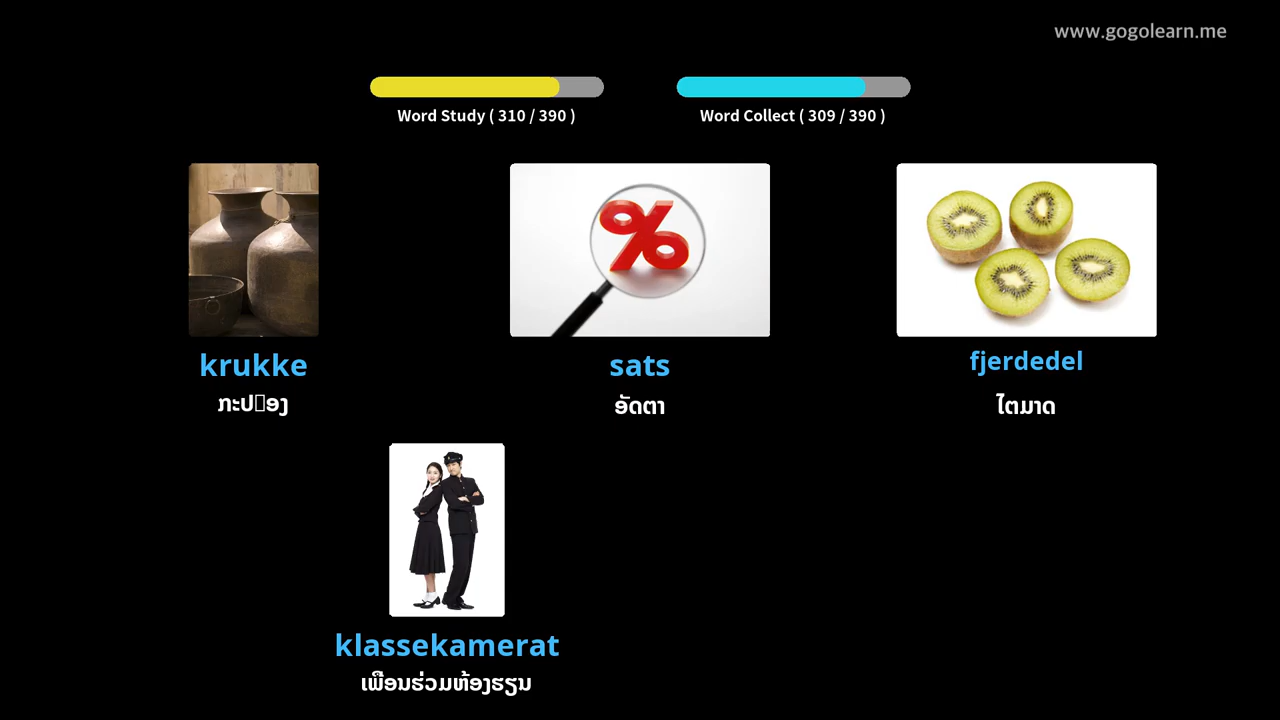 www.gogolearn.me
Word Study ( 310 / 390 )
Word Collect ( 309 / 390 )
krukke
sats
fjerdedel
ອັດຕາ
ໄຕມາດ
klassekamerat
ເພື່ອນຮ່ວມຫ້ອງຮຽນ